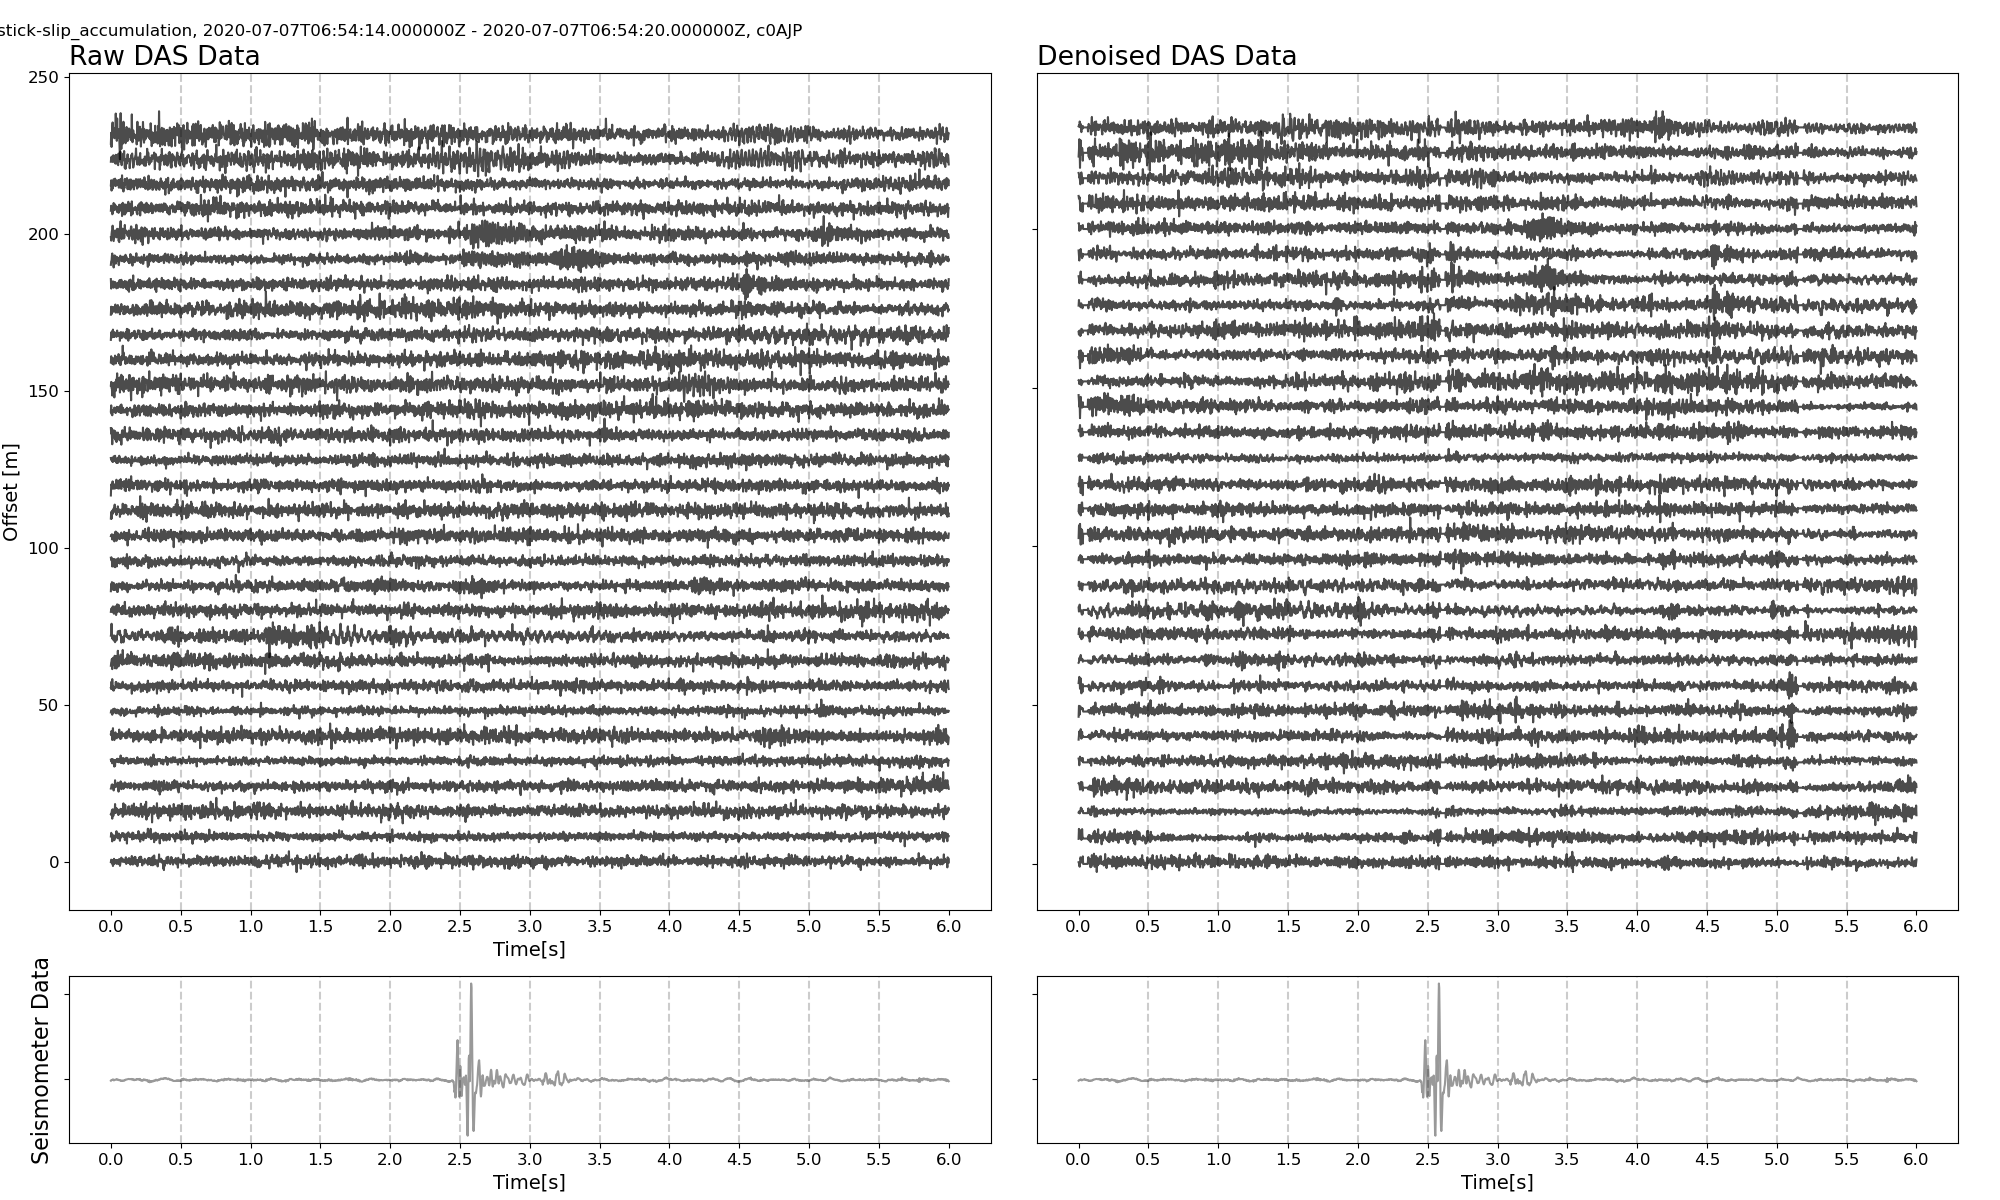 stick-slip_accumulation, 2020-07-07T06:54:14.000000Z - 2020-07-07T06:54:20.000000Z, c0AJP
Raw DAS Data
Denoised DAS Data
Offset [m]
250
200
150
100
50
0
0.0 0.5 1.0 1.5 2.0 2.5 3.0 3.5 4.0 4.5 5.0 5.5 6.0
Time[s]
0.0 0.5 1.0 1.5 2.0 2.5 3.0 3.5 4.0 4.5 5.0 5.5 6.0
Seismometer Data
0.0 0.5 1.0 1.5 2.0 2.5 3.0 3.5 4.0 4.5 5.0 5.5 6.0
Time[s]
0.0 0.5 1.0 1.5 2.0 2.5 3.0 3.5 4.0 4.5 5.0 5.5 6.0
Time[s]